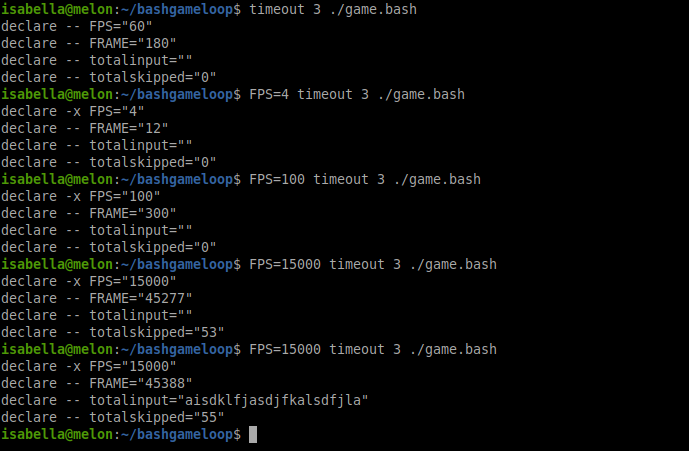 isabella@melon:~/bashgameloop$ timeout 3 ./game.bash
declare -- FPS="60"
declare -- FRAME="180"
declare -- totalinput=""
declare -- totalskipped="0"
isabella@melon:~/bashgameloop$ FPS=4 timeout 3 ./game.bash
declare -x FPS="4"
declare -- FRAME="12"
declare -- totalinput=""
declare -- totalskipped="0"
isabella@melon:~/bashgameloop$ FPS=100 timeout 3 ./game.bash
declare -x FPS="100"
declare -- FRAME="300"
declare -- totalinput=""
declare -- totalskipped="0"
isabella@melon:~/bashgameloop$ FPS=15000 timeout 3 ./game.bash
declare -x FPS="15000"
declare -- FRAME="45277"
declare -- totalinput=""
declare -- totalskipped="53"
isabella@melon:~/bashgameloop$ FPS=15000 timeout 3 ./game.bash
declare -x FPS="15000"
declare -- FRAME="45388"
declare -- totalinput="aisdklfjasdjfkalsdfjla"
declare -- totalskipped="55"
isabella@melon:~/bashgameloop$